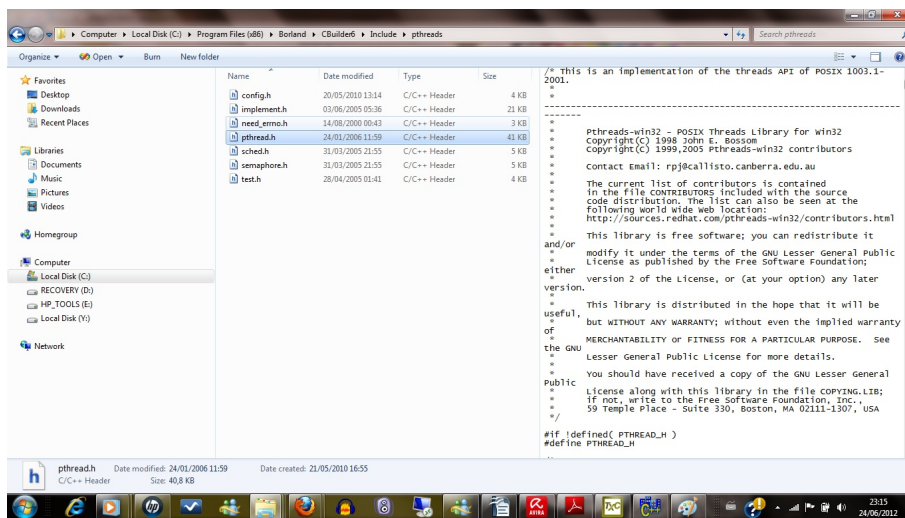 Computer ▸ Local Disk (C:) ▸ Program Files (x86) ▸ Borland ▸ CBuilder6 ▸ Include ▸ pthreads
Search pthreads
Organize Open Burn New folder
Favorites
Desktop
Downloads
Recent Places
Libraries
Documents
Music
Pictures
Videos
Homegroup
Computer
Local Disk (C:)
RECOVERY (D:)
HP_TOOLS (E:)
Local Disk (Y:)
Network
Name Date modified Type Size
config.h 20/05/2010 13:14 C/C++ Header 4 KB
implement.h 03/06/2005 05:36 C/C++ Header 21 KB
need_errno.h 14/08/2000 00:43 C/C++ Header 3 KB
pthread.h 24/01/2006 11:59 C/C++ Header 41 KB
sched.h 31/03/2005 21:55 C/C++ Header 5 KB
semaphore.h 31/03/2005 21:55 C/C++ Header 5 KB
test.h 28/04/2005 01:41 C/C++ Header 4 KB
/* This is an implementation of the threads API of POSIX 1003.1-
2001.
*
*
--------------------------------------------------------------
-------
*
* Pthreads-win32 - POSIX Threads Library for Win32
* Copyright(C) 1998 John E. Bossom
* Copyright(C) 1999,2005 Pthreads-win32 contributors
*
* Contact Email: rpj@callisto.canberra.edu.au
*
* The current list of contributors is contained
* in the file CONTRIBUTORS included with the source
* code distribution. The list can also be seen at the
* following World Wide Web location:
* http://sources.redhat.com/pthreads-win32/contributors.html
*
* This library is free software; you can redistribute it
and/or
* modify it under the terms of the GNU Lesser General Public
* License as published by the Free Software Foundation;
either
* version 2 of the License, or (at your option) any later
version.
*
* This library is distributed in the hope that it will be
useful,
* but WITHOUT ANY WARRANTY; without even the implied warranty
of
* MERCHANTABILITY or FITNESS FOR A PARTICULAR PURPOSE. See
the GNU
* Lesser General Public License for more details.
*
* You should have received a copy of the GNU Lesser General
Public
* License along with this library in the file COPYING.LIB;
* if not, write to the Free Software Foundation, Inc.,
* 59 Temple Place - Suite 330, Boston, MA 02111-1307, USA
*/
#if !defined( PTHREAD_H )
#define PTHREAD_H
pthread.h Date modified: 24/01/2006 11:59 Date created: 21/05/2010 16:55
C/C++ Header Size: 40,8 KB
hp
8
AVIRA
TXC
23:15
24/06/2012